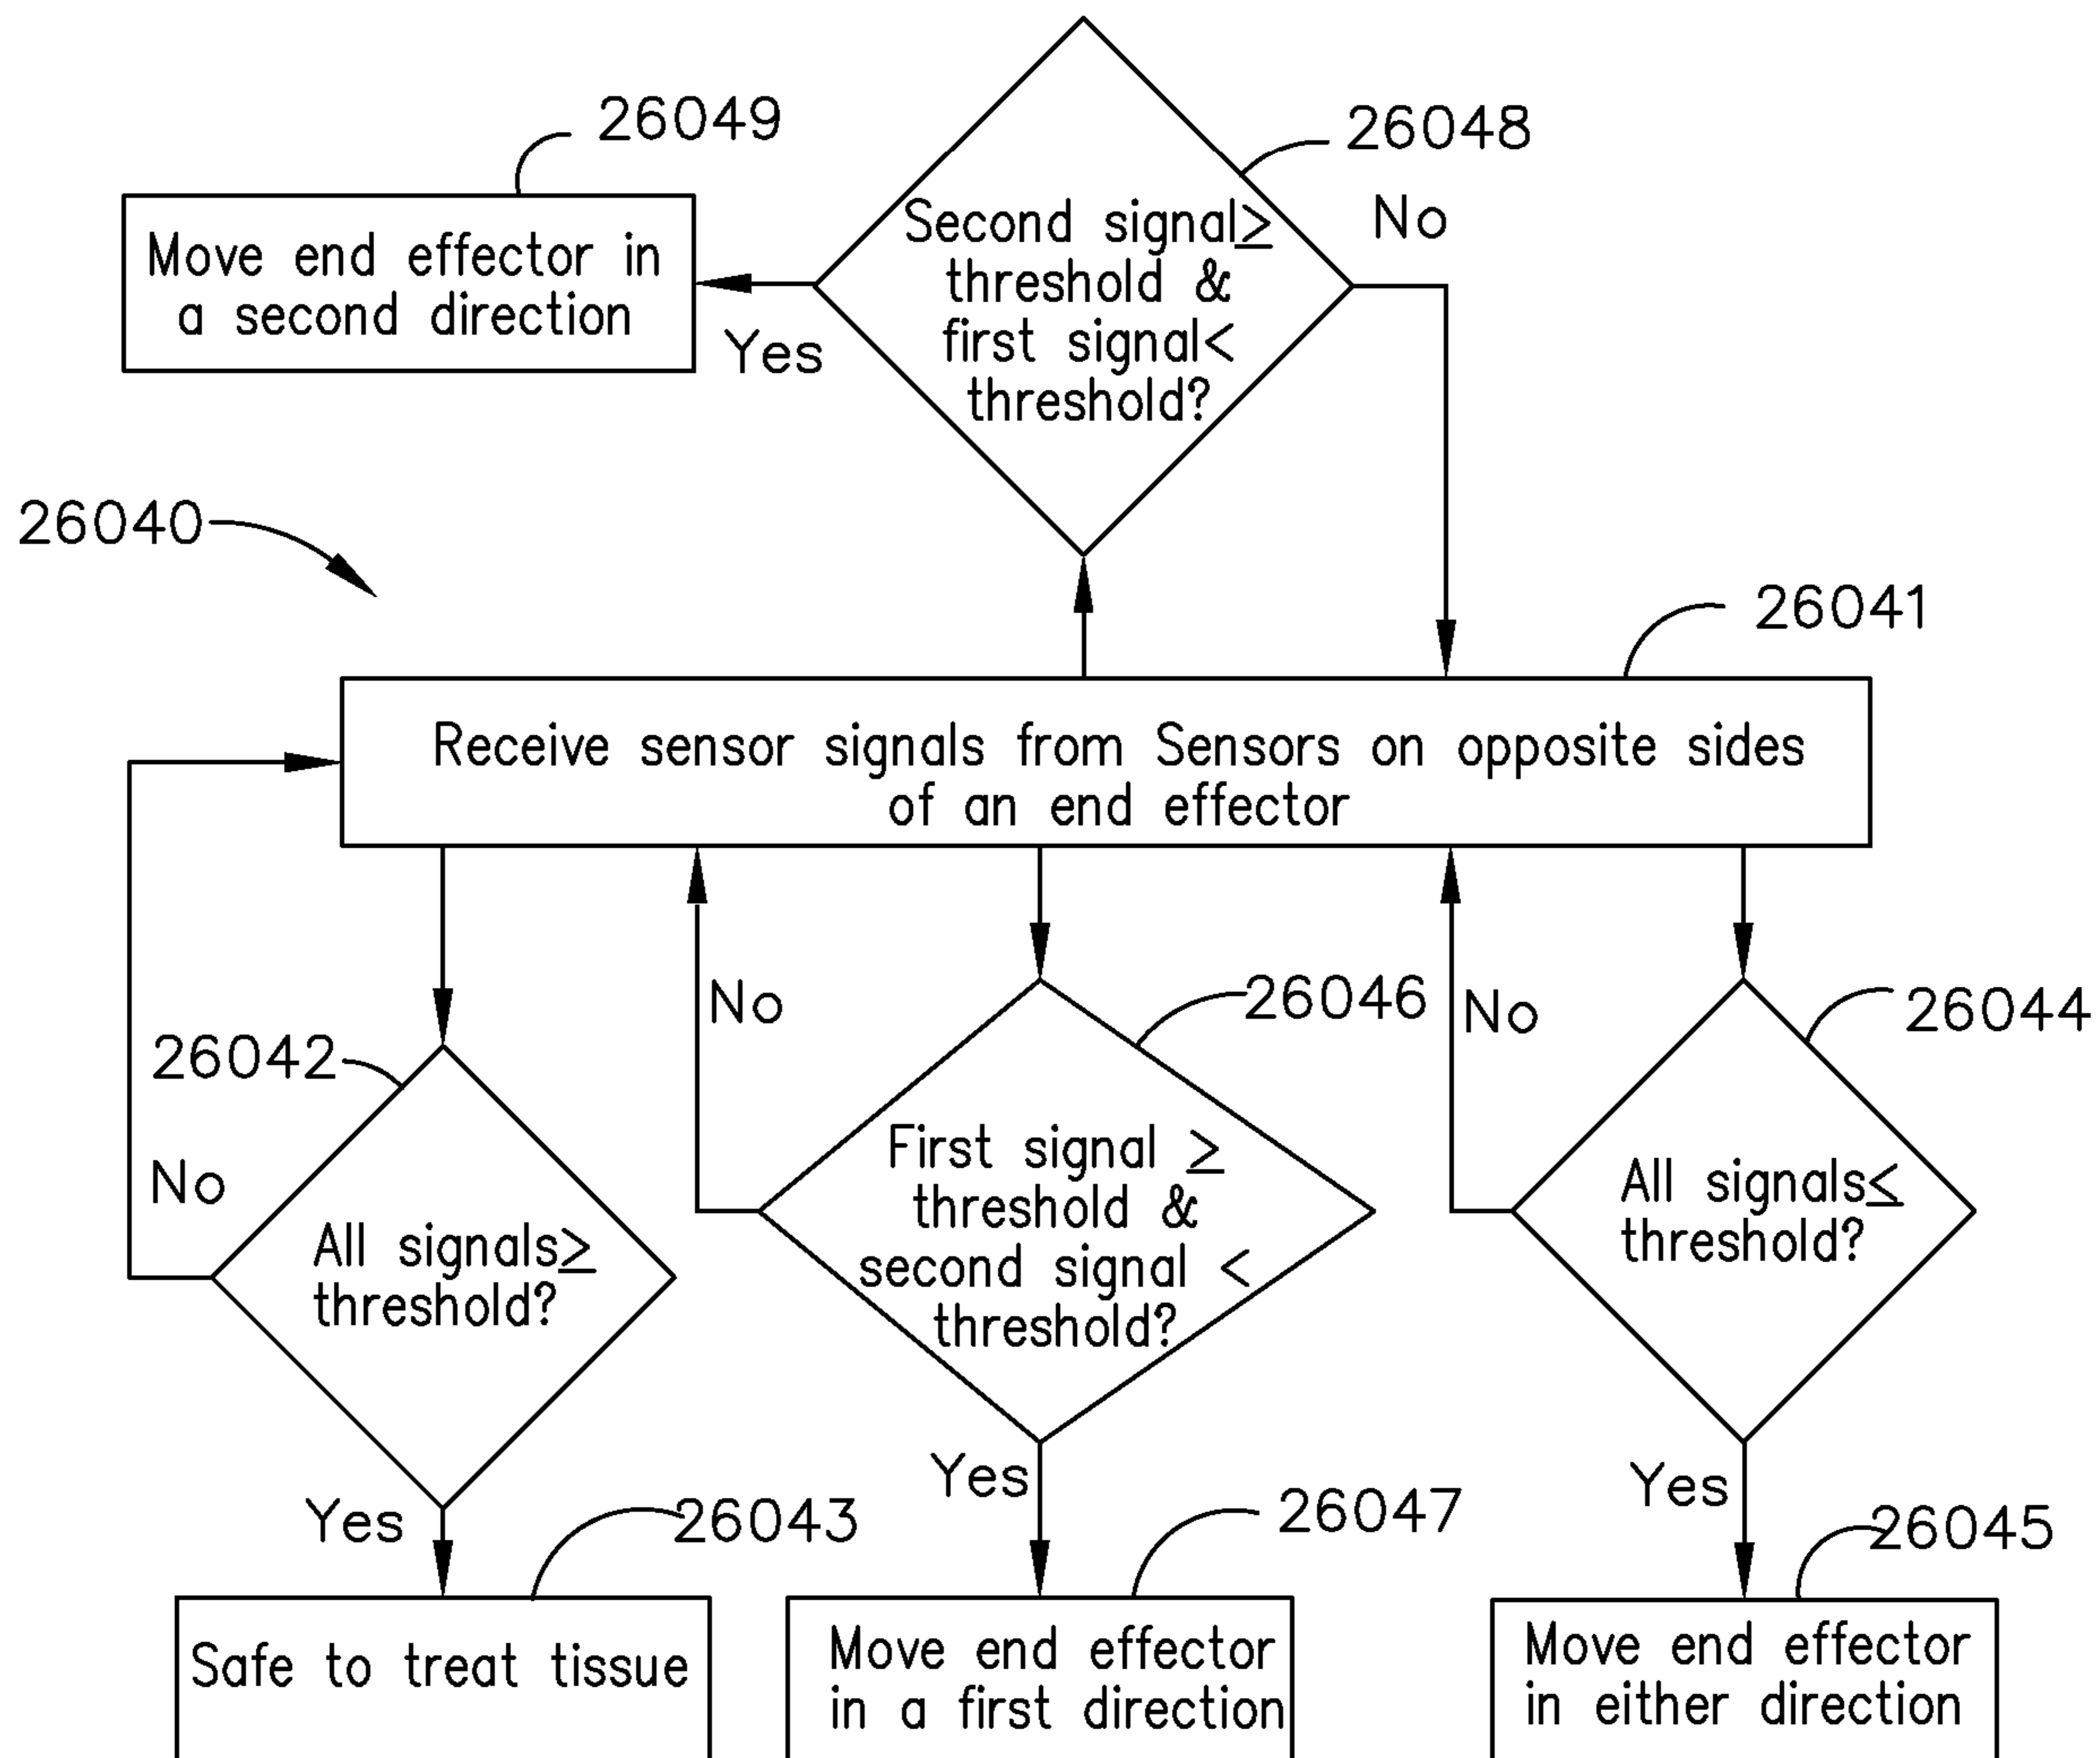 26049
26048
Move end effector in
a second direction
Yes
Second signal≥
threshold &
first signal<
threshold?
No
26040
26041
Receive sensor signals from Sensors on opposite sides
of an end effector
26042
No
All signals≥
threshold?
Yes
No
26046
First signal ≥
threshold &
second signal <
threshold?
Yes
No
26044
All signals≤
threshold?
Yes
26043
Safe to treat tissue
26047
Move end effector
in a first direction
26045
Move end effector
in either direction